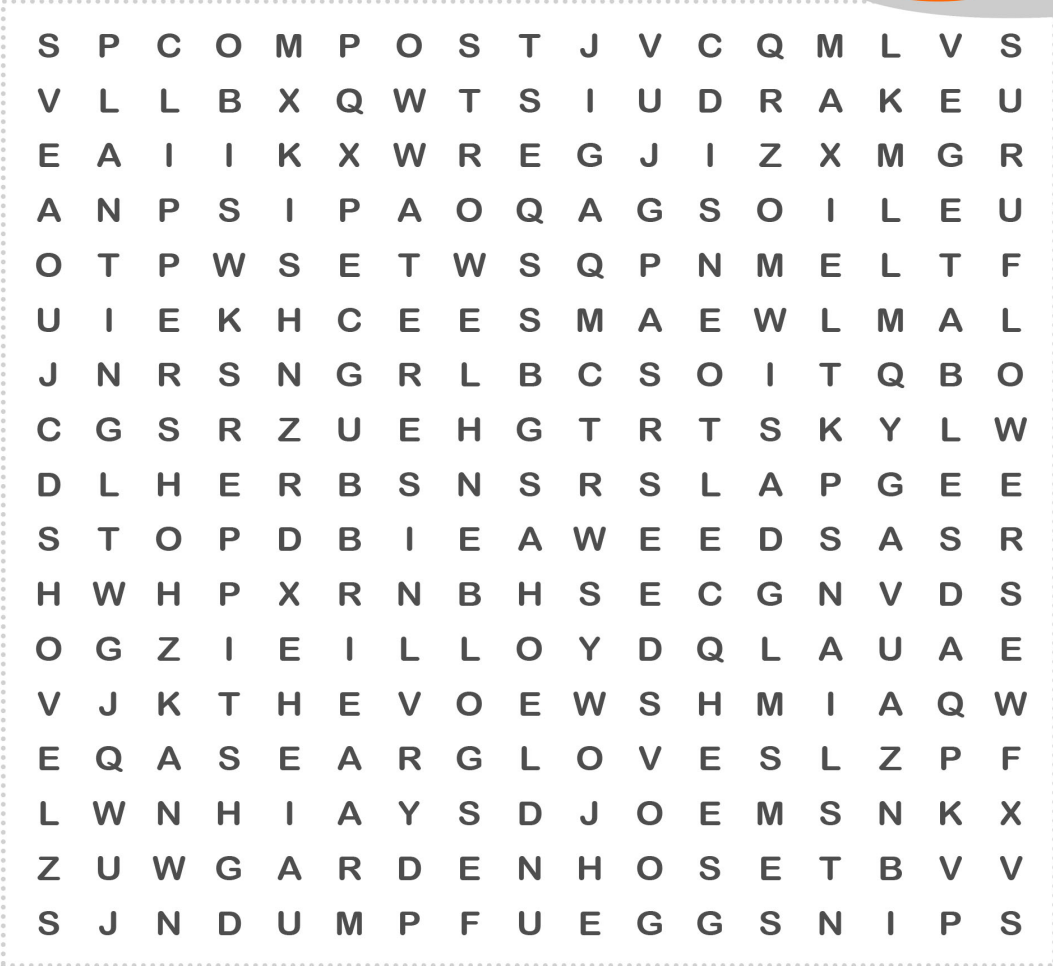 S P C O M P O S T J V C Q M L V S
V L L B X Q W T S I U D R A K E U
E A I I K X W R E G J I Z X M G R
A N P S I P A O Q A G S O I L E U
O T P W S E T W S Q P N M E L T F
U I E K H C E E S M A E W L M A L
J N R S N G R L B C S O I T Q B O
C G S R Z U E H G T R T S K Y L W
D L H E R B S N S R S L A P G E E
S T O P D B I E A W E E D S A S R
H W H P X R N B H S E C G N V D S
O G Z I E I L L O Y D Q L A U A E
V J K T H E V O E W S H M I A Q W
E Q A S E A R G L O V E S L Z P F
L W N H I A Y S D J O E M S N K X
Z U W G A R D E N H O S E T B V V
S J N D U M P F U E G G S N I P S